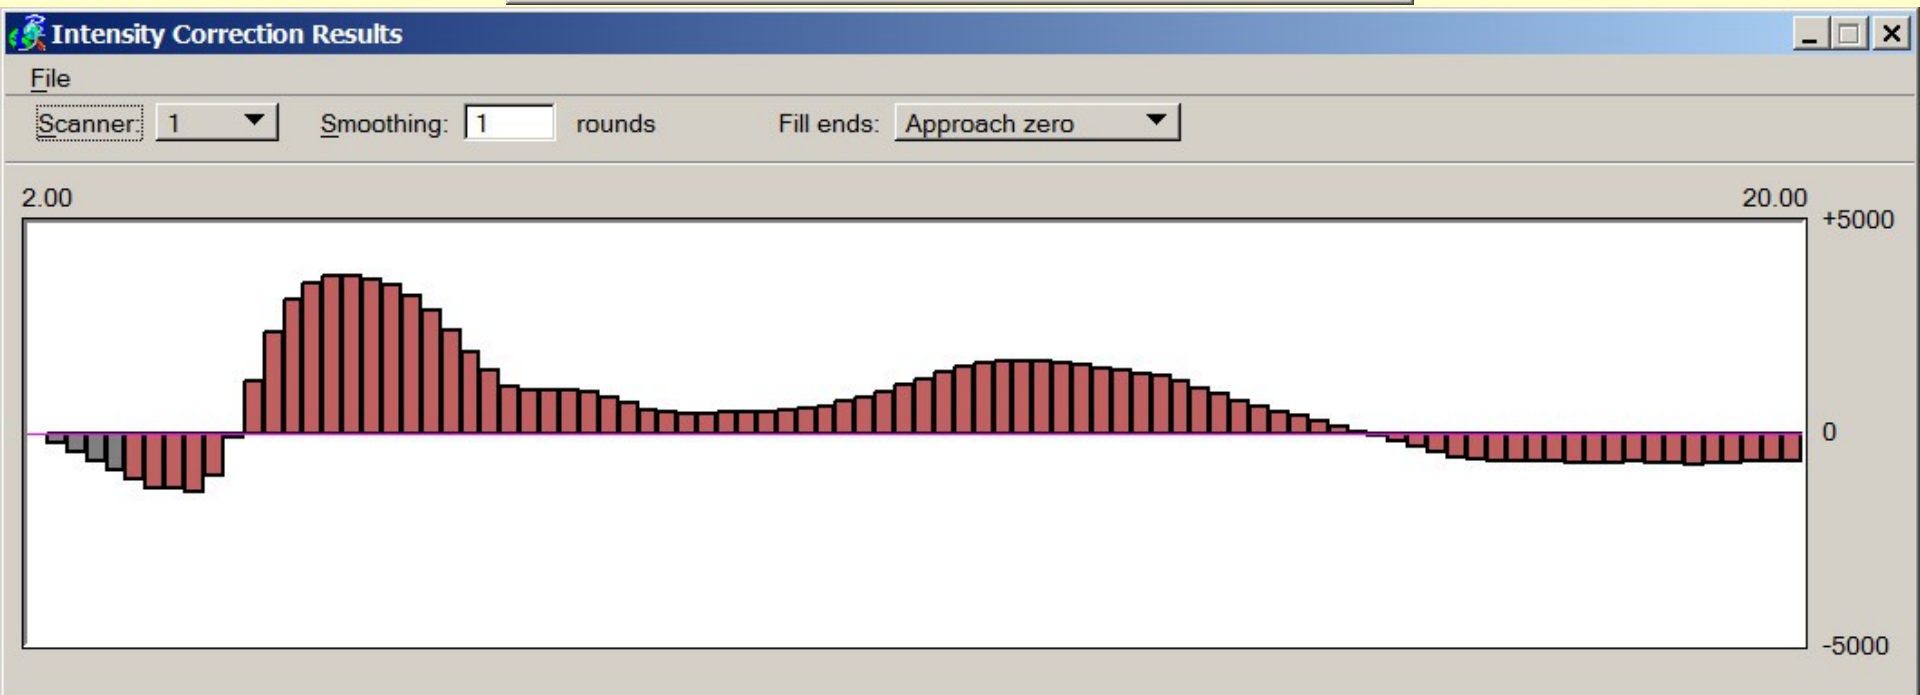 Intensity Correction Results
File
Scanner: 1 Smoothing: 1 rounds Fill ends: Approach zero
2.00 20.00
+5000
0
-5000